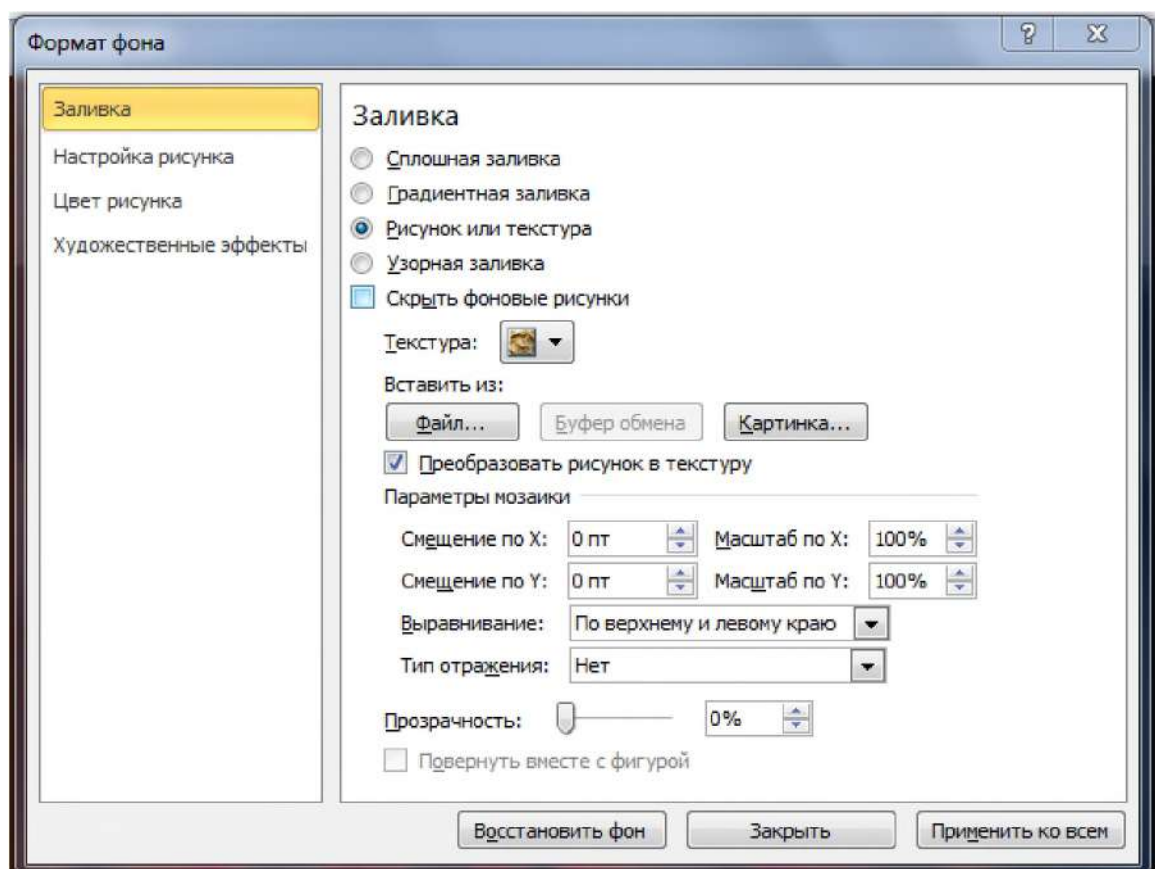 Формат фона
Заливка
Настройка рисунка
Цвет рисунка
Художественные эффекты
Заливка
Сплошная заливка
Градиентная заливка
Рисунок или текстура
Узорная заливка
Скрыть фоновые рисунки
Текстура:
Вставить из:
Файл... Буфер обмена Картинка...
Преобразовать рисунок в текстуру
Параметры мозаики
Смещение по X: 0 пт Масштаб по X: 100%
Смещение по Y: 0 пт Масштаб по Y: 100%
Выравнивание: По верхнему и левому краю
Тип отражения: Нет
Прозрачность: 0%
Повернуть вместе с фигурой
Восстановить фон Закрыть Применить ко всем